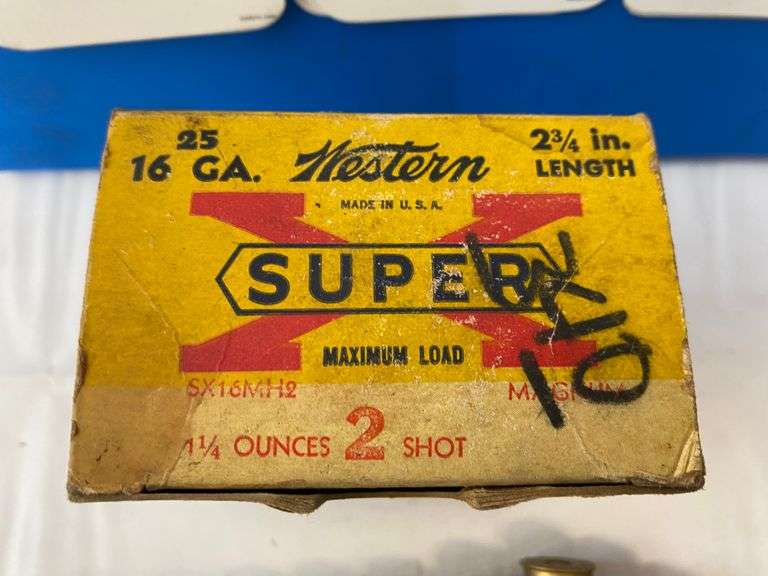 25
16 GA.
Western
2¾ in.
LENGTH
MADE IN U. S. A.
SUPER X
MAXIMUM LOAD
SX16MH2
MAGNUM
1¼ OUNCES 2 SHOT